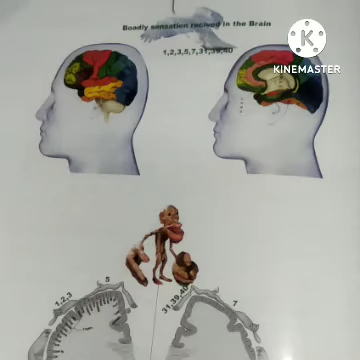 Boodly sensation recived in the Brain
1,2,3,5,7,31,39,40
KINEMASTER
1,2,3
5
31,39,40
7